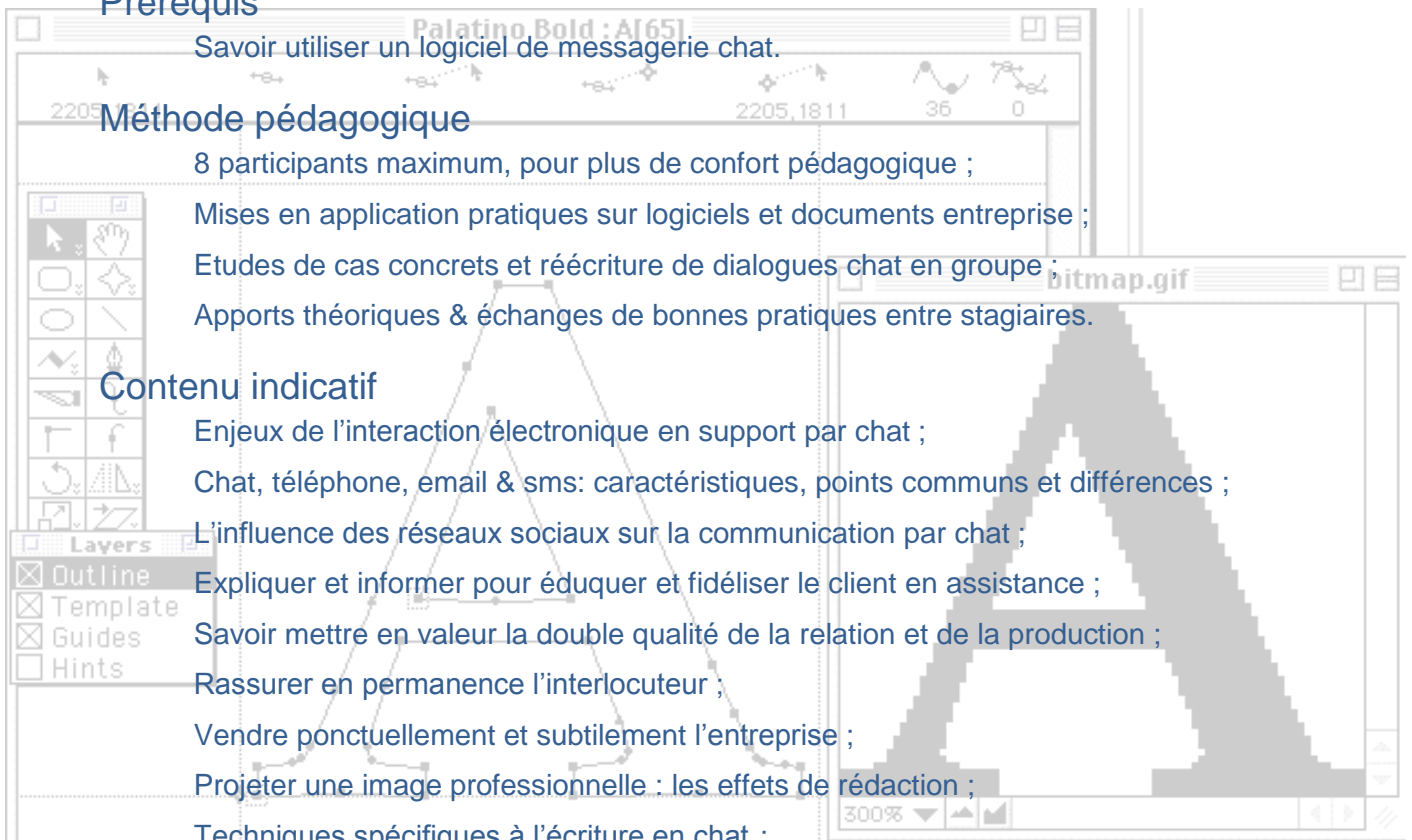 Prérequis
Palatino Bold : A[65]
Savoir utiliser un logiciel de messagerie chat.
2205,1811 2205,1811 36 0
Méthode pédagogique
8 participants maximum, pour plus de confort pédagogique ;
Mises en application pratiques sur logiciels et documents entreprise ;
Etudes de cas concrets et réécriture de dialogues chat en groupe ;
bitmap.gif
Apports théoriques & échanges de bonnes pratiques entre stagiaires.
Contenu indicatif
Enjeux de l’interaction électronique en support par chat ;
Chat, téléphone, email & sms: caractéristiques, points communs et différences ;
L’influence des réseaux sociaux sur la communication par chat ;
Layers
Outline
Template
Guides
Hints
Expliquer et informer pour éduquer et fidéliser le client en assistance ;
Savoir mettre en valeur la double qualité de la relation et de la production ;
Rassurer en permanence l’interlocuteur ;
Vendre ponctuellement et subtilement l’entreprise ;
Projeter une image professionnelle : les effets de rédaction ;
300%
Techniques spécifiques à l’écriture en chat ;